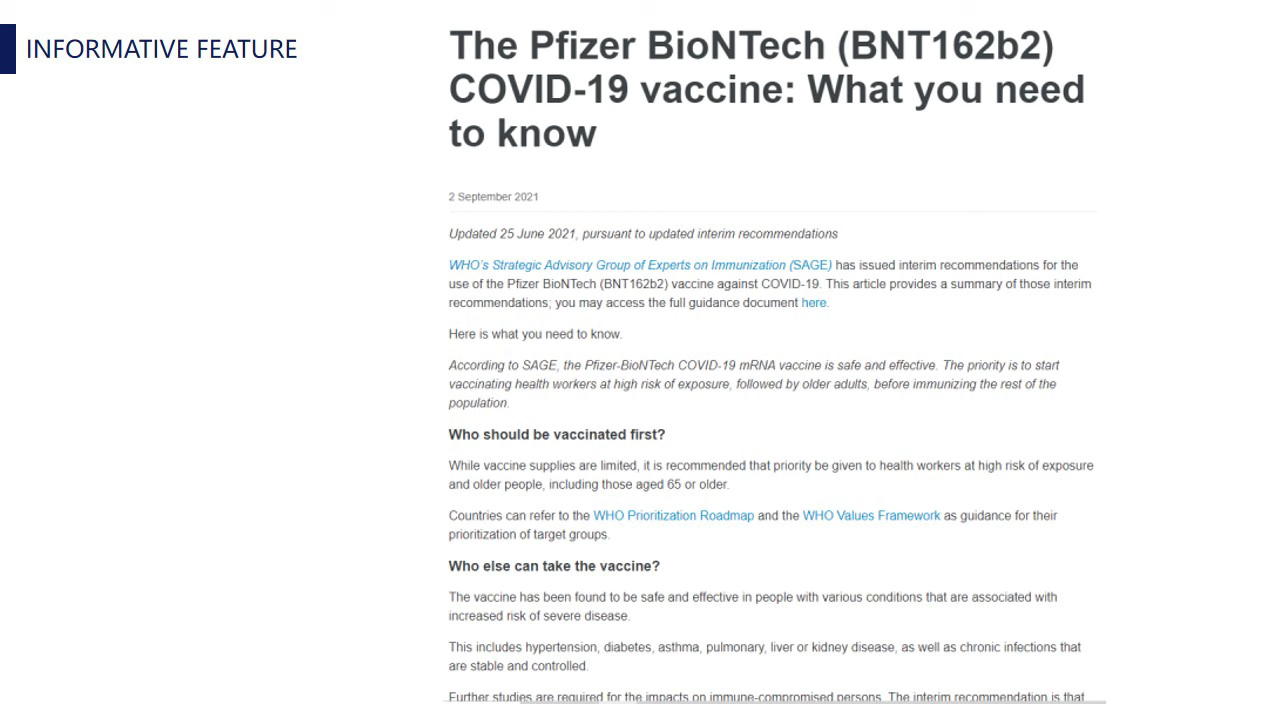 INFORMATIVE FEATURE
The Pfizer BioNTech (BNT162b2)
COVID-19 vaccine: What you need
to know
2 September 2021
Updated 25 June 2021, pursuant to updated interim recommendations
WHO's Strategic Advisory Group of Experts on Immunization (SAGE) has issued interim recommendations for the
use of the Pfizer BioNTech (BNT162b2) vaccine against COVID-19. This article provides a summary of those interim
recommendations; you may access the full guidance document here.
Here is what you need to know.
According to SAGE, the Pfizer-BioNTech COVID-19 mRNA vaccine is safe and effective. The priority is to start
vaccinating health workers at high risk of exposure, followed by older adults, before immunizing the rest of the
population.
Who should be vaccinated first?
While vaccine supplies are limited, it is recommended that priority be given to health workers at high risk of exposure
and older people, including those aged 65 or older.
Countries can refer to the WHO Prioritization Roadmap and the WHO Values Framework as guidance for their
prioritization of target groups.
Who else can take the vaccine?
The vaccine has been found to be safe and effective in people with various conditions that are associated with
increased risk of severe disease.
This includes hypertension, diabetes, asthma, pulmonary, liver or kidney disease, as well as chronic infections that
are stable and controlled.
Further studies are required for the impacts on immune-compromised persons. The interim recommendation is that